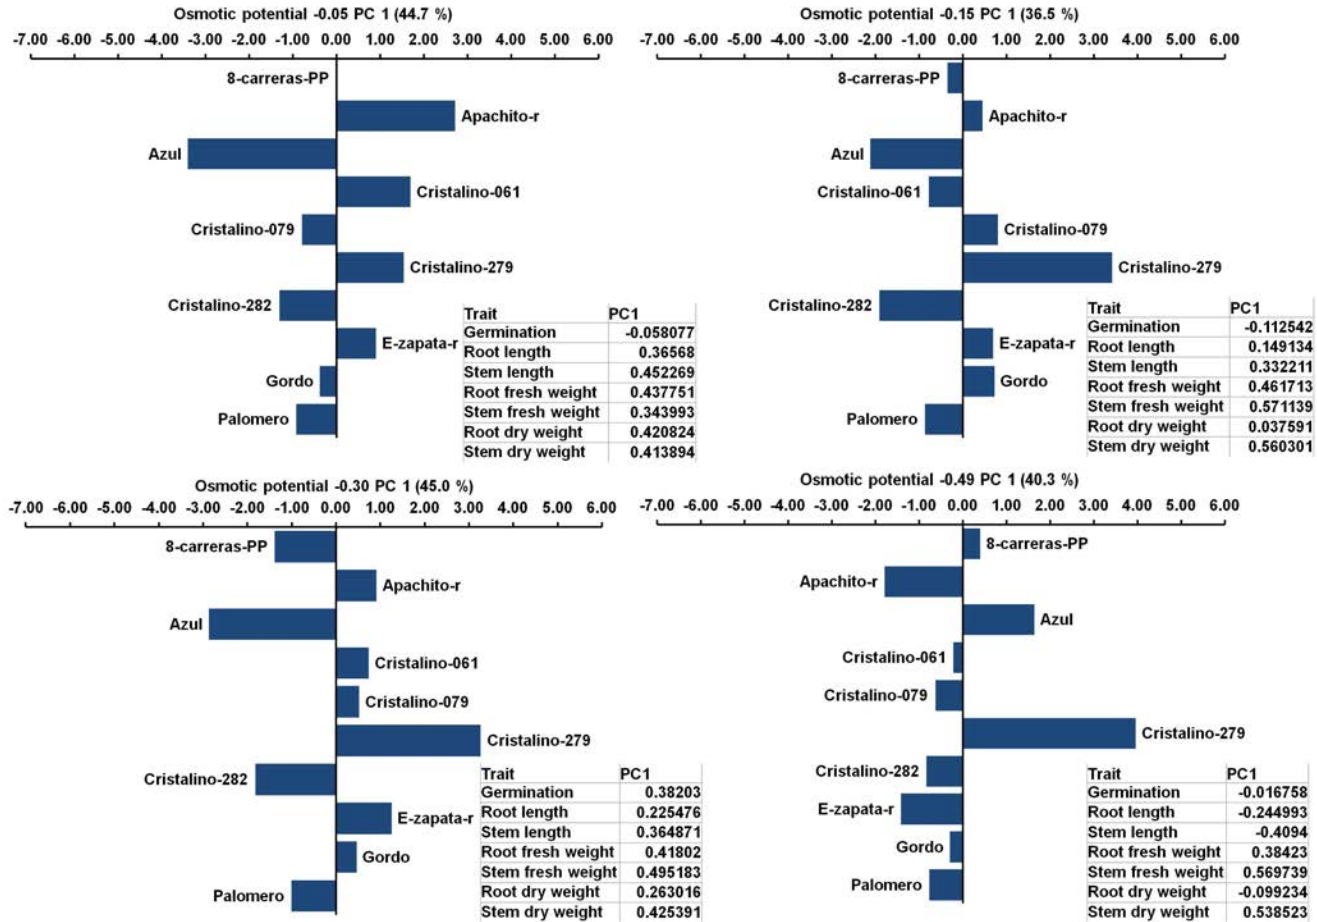 Osmotic potential -0.05 PC 1 (44.7 %)
-7.00 -6.00 -5.00 -4.00 -3.00 -2.00 -1.00 0.00 1.00 2.00 3.00 4.00 5.00 6.00
8-carreras-PP
Apachito-r
Azul
Cristalino-061
Cristalino-079
Cristalino-279
Cristalino-282
E-zapata-r
Gordo
Palomero
Trait PC1
Germination -0.058077
Root length 0.36568
Stem length 0.452269
Root fresh weight 0.437751
Stem fresh weight 0.343993
Root dry weight 0.420824
Stem dry weight 0.413894
Osmotic potential -0.15 PC 1 (36.5 %)
-7.00 -6.00 -5.00 -4.00 -3.00 -2.00 -1.00 0.00 1.00 2.00 3.00 4.00 5.00 6.00
8-carreras-PP
Apachito-r
Azul
Cristalino-061
Cristalino-079
Cristalino-279
Cristalino-282
E-zapata-r
Gordo
Palomero
Trait PC1
Germination -0.112542
Root length 0.149134
Stem length 0.332211
Root fresh weight 0.461713
Stem fresh weight 0.571139
Root dry weight 0.037591
Stem dry weight 0.560301
Osmotic potential -0.30 PC 1 (45.0 %)
-7.00 -6.00 -5.00 -4.00 -3.00 -2.00 -1.00 0.00 1.00 2.00 3.00 4.00 5.00 6.00
8-carreras-PP
Apachito-r
Azul
Cristalino-061
Cristalino-079
Cristalino-279
Cristalino-282
E-zapata-r
Gordo
Palomero
Trait PC1
Germination 0.38203
Root length 0.225476
Stem length 0.364871
Root fresh weight 0.41802
Stem fresh weight 0.495183
Root dry weight 0.263016
Stem dry weight 0.425391
Osmotic potential -0.49 PC 1 (40.3 %)
-7.00 -6.00 -5.00 -4.00 -3.00 -2.00 -1.00 0.00 1.00 2.00 3.00 4.00 5.00 6.00
8-carreras-PP
Apachito-r
Azul
Cristalino-061
Cristalino-079
Cristalino-279
Cristalino-282
E-zapata-r
Gordo
Palomero
Trait PC1
Germination -0.016758
Root length -0.244993
Stem length -0.4094
Root fresh weight 0.38423
Stem fresh weight 0.569739
Root dry weight -0.099234
Stem dry weight 0.538523